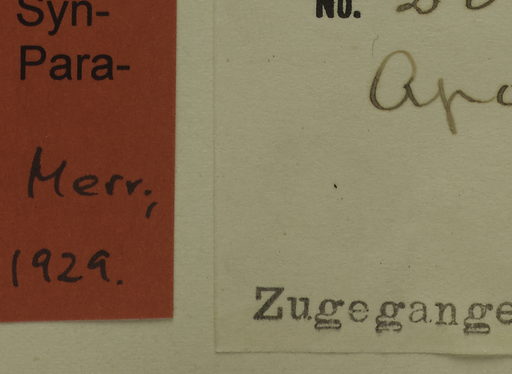 Syn-
Para-
Merr.,
1929.
No.
Zugegange